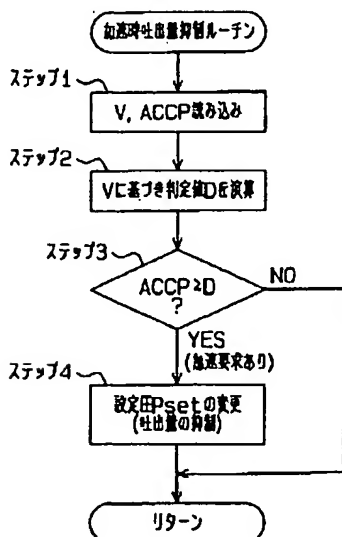 加速時吐出量抑制ルーチン
ステップ1
V, ACCP読み込み
ステップ2
Vに基づき判定値Dを演算
ステップ3
ACCP≥D
?
NO
YES
(加速要求あり)
ステップ4
設定圧Psetの変更
(吐出量の抑制)
リターン